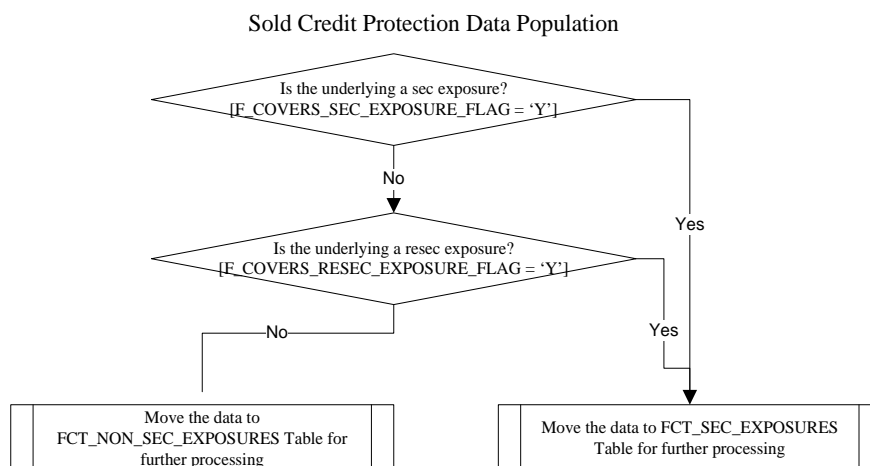 Sold Credit Protection Data Population
Is the underlying a sec exposure?
[F_COVERS_SEC_EXPOSURE_FLAG = ‘Y’]
No
Yes
Is the underlying a resec exposure?
[F_COVERS_RESEC_EXPOSURE_FLAG = ‘Y’]
No
Yes
Move the data to
FCT_NON_SEC_EXPOSURES Table for
further processing
Move the data to FCT_SEC_EXPOSURES
Table for further processing